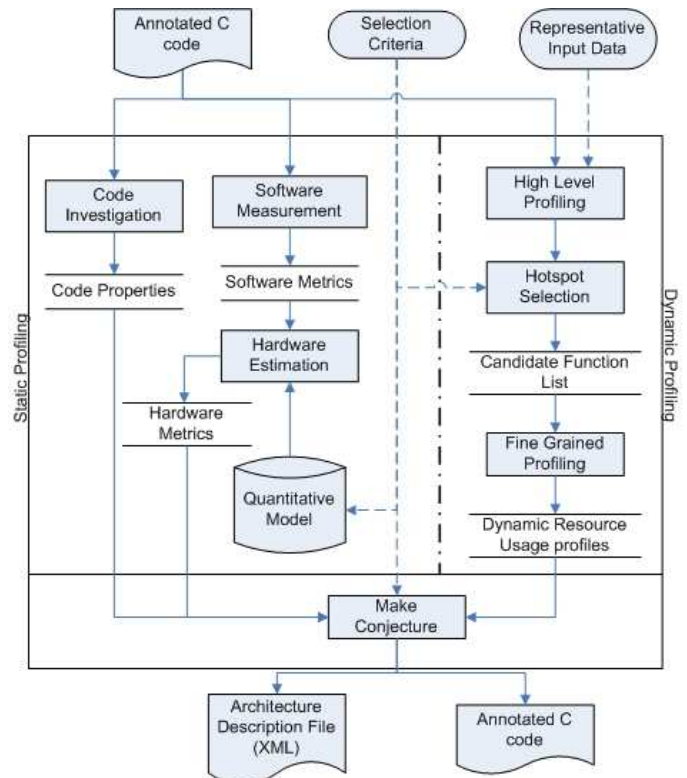 Annotated C
code
Selection
Criteria
Representative
Input Data
Code
Investigation
Software
Measurement
High Level
Profiling
Code Properties
Software Metrics
Hotspot
Selection
Static Profiling
Dynamic Profiling
Hardware
Estimation
Candidate Function
List
Hardware
Metrics
Fine Grained
Profiling
Quantitative
Model
Dynamic Resource
Usage profiles
Make
Conjecture
Architecture
Description File
(XML)
Annotated C
code